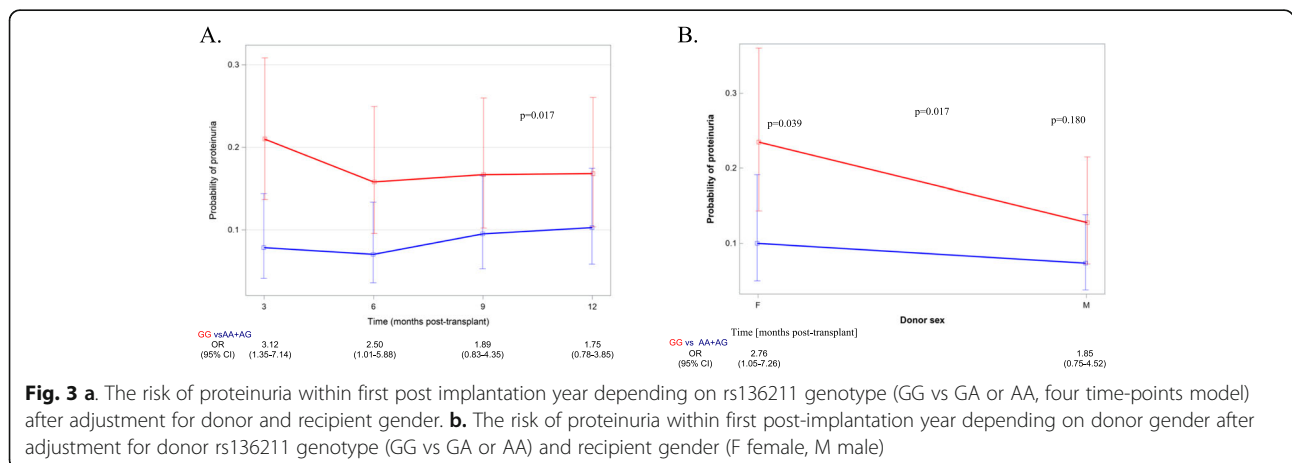 A.
0.3
0.2
0.1
Probability of proteinuria
p=0.017
3 6 9 12
Time (months post-transplant)
GG vsAA+AG
OR 3.12 2.50 1.89 1.75
(95% CI) (1.35-7.14) (1.01-5.88) (0.83-4.35) (0.78-3.85)
B.
0.3
0.2
0.1
Probability of proteinuria
p=0.039 p=0.017 p=0.180
F M
Donor sex
Time [months post-transplant]
GG vs AA+AG
OR 2.76 1.85
(95% CI) (1.05-7.26) (0.75-4.52)
Fig. 3 a. The risk of proteinuria within first post implantation year depending on rs136211 genotype (GG vs GA or AA, four time-points model)
after adjustment for donor and recipient gender. b. The risk of proteinuria within first post-implantation year depending on donor gender after
adjustment for donor rs136211 genotype (GG vs GA or AA) and recipient gender (F female, M male)